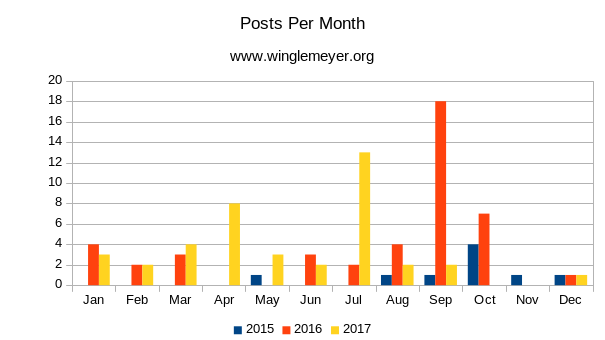 Posts Per Month
www.winglemeyer.org
20
18
16
14
12
10
8
6
4
2
0
Jan Feb Mar Apr May Jun Jul Aug Sep Oct Nov Dec
2015 2016 2017